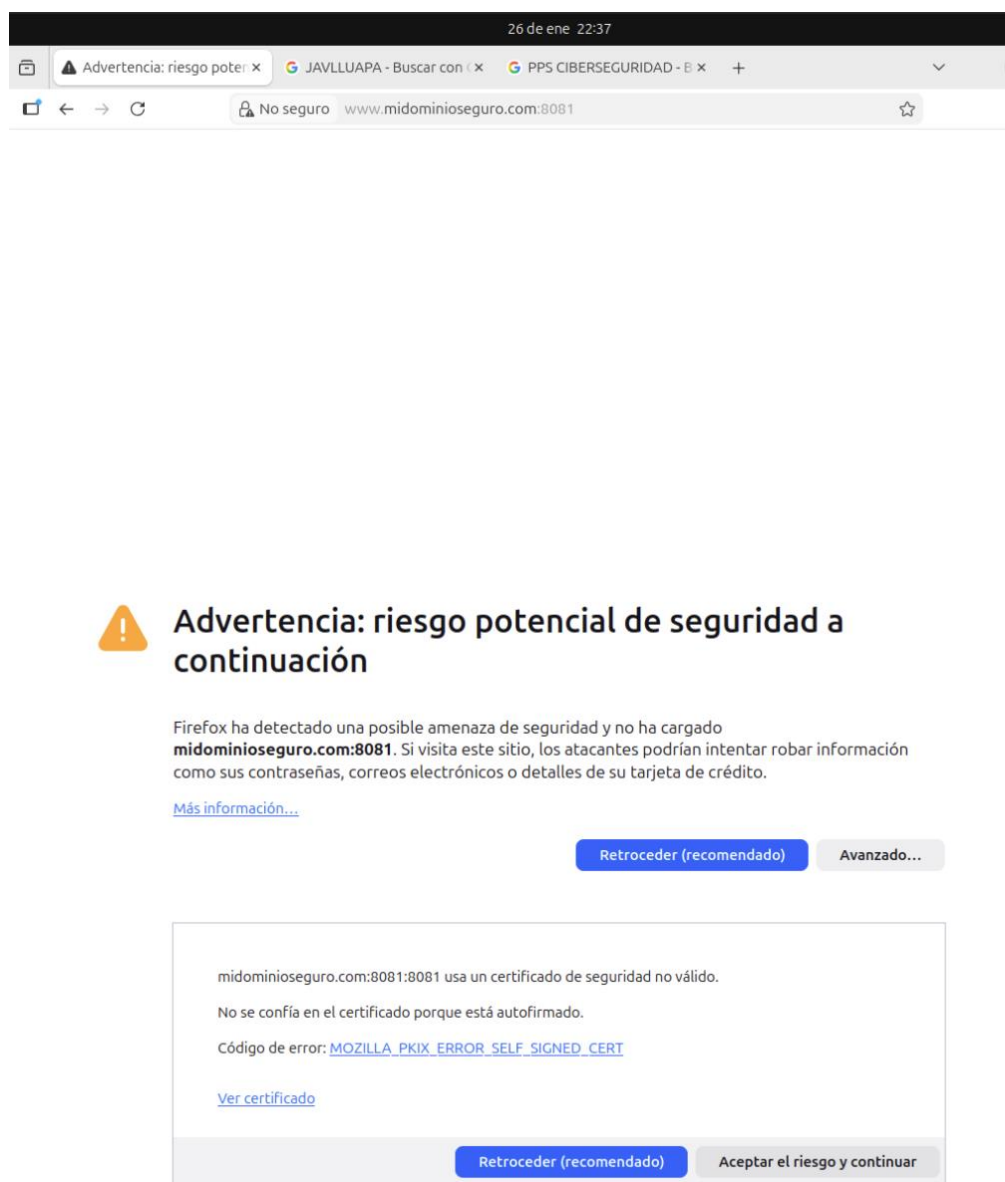 26 de ene 22:37
Advertencia: riesgo poten
JAVLLUAPA - Buscar con
PPS CIBERSEGURIDAD - B
No seguro www.midominioseguro.com:8081
Advertencia: riesgo potencial de seguridad a
continuación
Firefox ha detectado una posible amenaza de seguridad y no ha cargado
midominioseguro.com:8081. Si visita este sitio, los atacantes podrían intentar robar información
como sus contraseñas, correos electrónicos o detalles de su tarjeta de crédito.
Más información...
Retroceder (recomendado) Avanzado...
midominioseguro.com:8081:8081 usa un certificado de seguridad no válido.
No se confía en el certificado porque está autofirmado.
Código de error: MOZILLA_PKIX_ERROR_SELF_SIGNED_CERT
Ver certificado
Retroceder (recomendado) Aceptar el riesgo y continuar